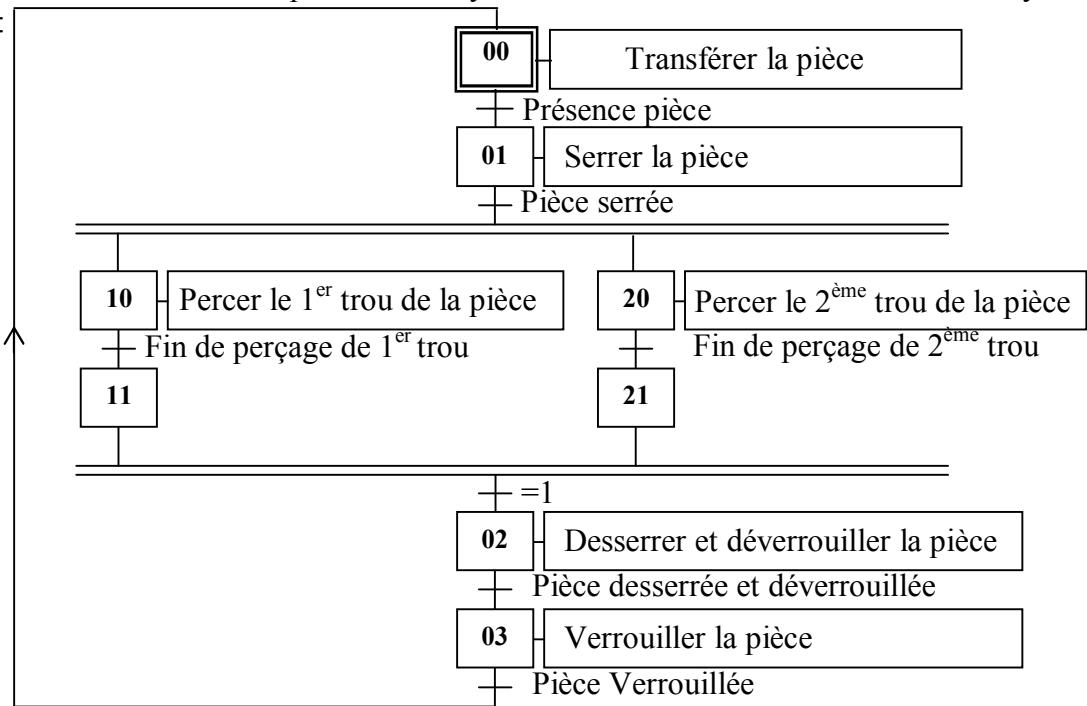 00 Transférer la pièce
Présence pièce
01 Serrer la pièce
Pièce serrée
10 Percer le 1er trou de la pièce
20 Percer le 2ème trou de la pièce
Fin de perçage de 1er trou
Fin de perçage de 2ème trou
11
21
=1
02 Desserrer et déverrouiller la pièce
Pièce desserrée et déverrouillée
03 Verrouiller la pièce
Pièce Verrouillée